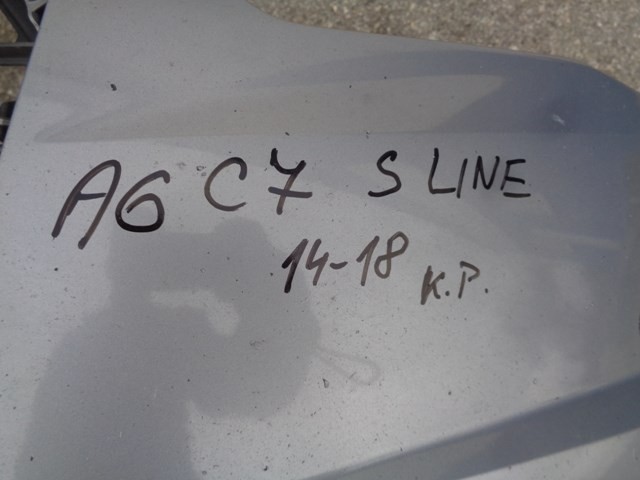 A6 C7 S LINE
14-18 K.P.